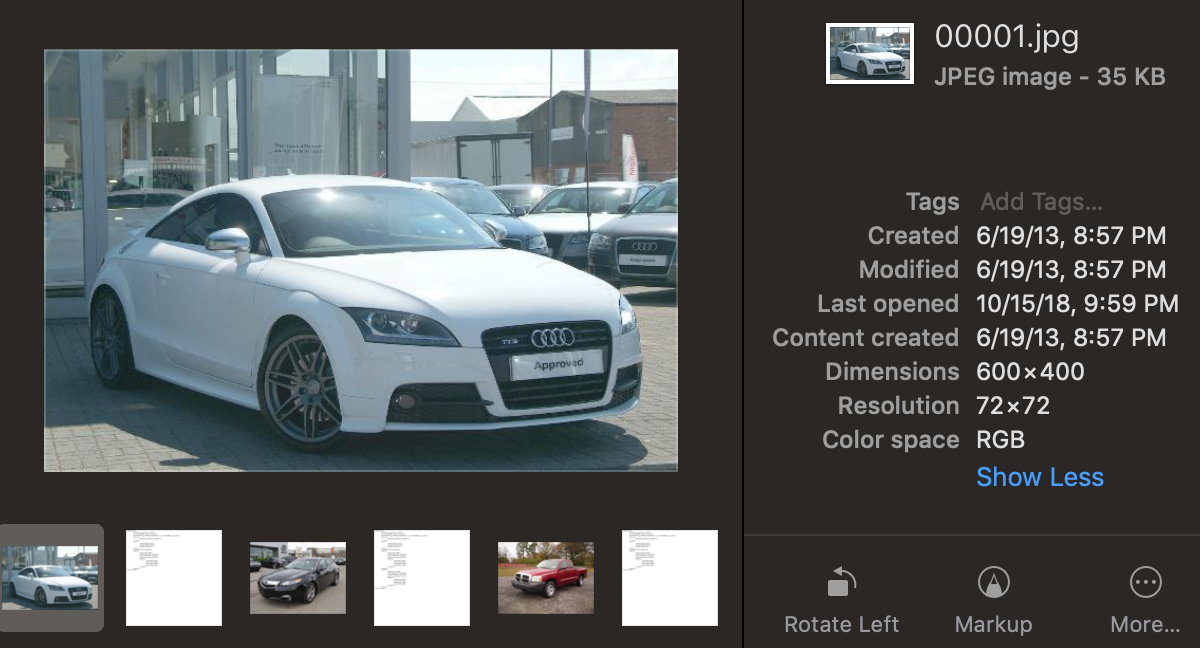 00001.jpg
JPEG image - 35 KB
Tags Add Tags...
Created 6/19/13, 8:57 PM
Modified 6/19/13, 8:57 PM
Last opened 10/15/18, 9:59 PM
Content created 6/19/13, 8:57 PM
Dimensions 600×400
Resolution 72×72
Color space RGB
Show Less
Approved
Rotate Left
Markup
More...